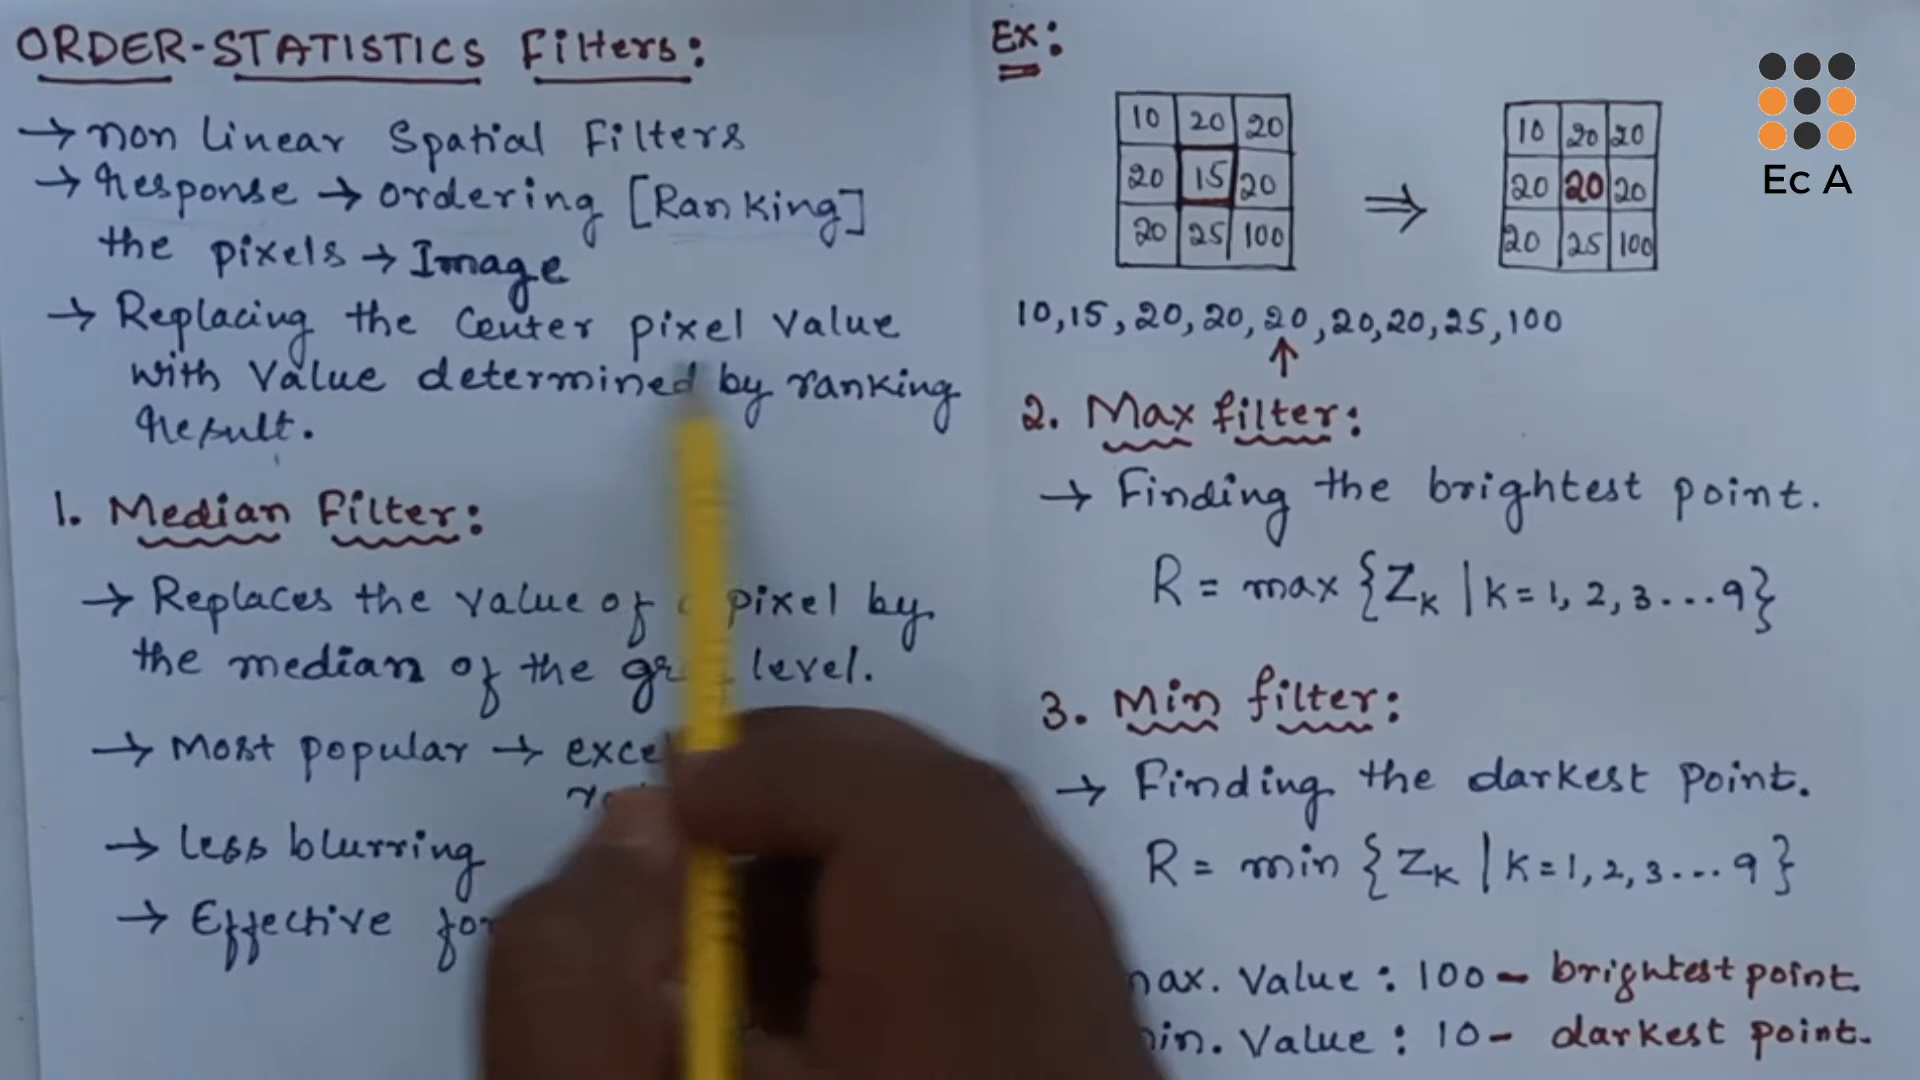 ORDER-STATISTICS Filters:
→ non Linear Spatial Filters
→ Response → ordering [Ranking]
the pixels → Image
→ Replacing the Center pixel Value
with Value determined by ranking
Result.
1. Median Filter:
→ Replaces the value of pixel by
the median of the level.
→ Most popular →
→ Less blurring
→ Effective for
Ex:
10 20 20
20 15 20
20 25 100
⇒
10 20 20
20 20 20
20 25 100
10, 15, 20, 20, 20, 20, 20, 25, 100
↑
2. Max filter:
→ Finding the brightest point.
R = max {Zk | k = 1, 2, 3...9}
3. Min filter:
→ Finding the darkest point.
R = min {Zk | k = 1, 2, 3...9}
Value : 100 - brightest point.
Value : 10 - darkest point.
Ec A